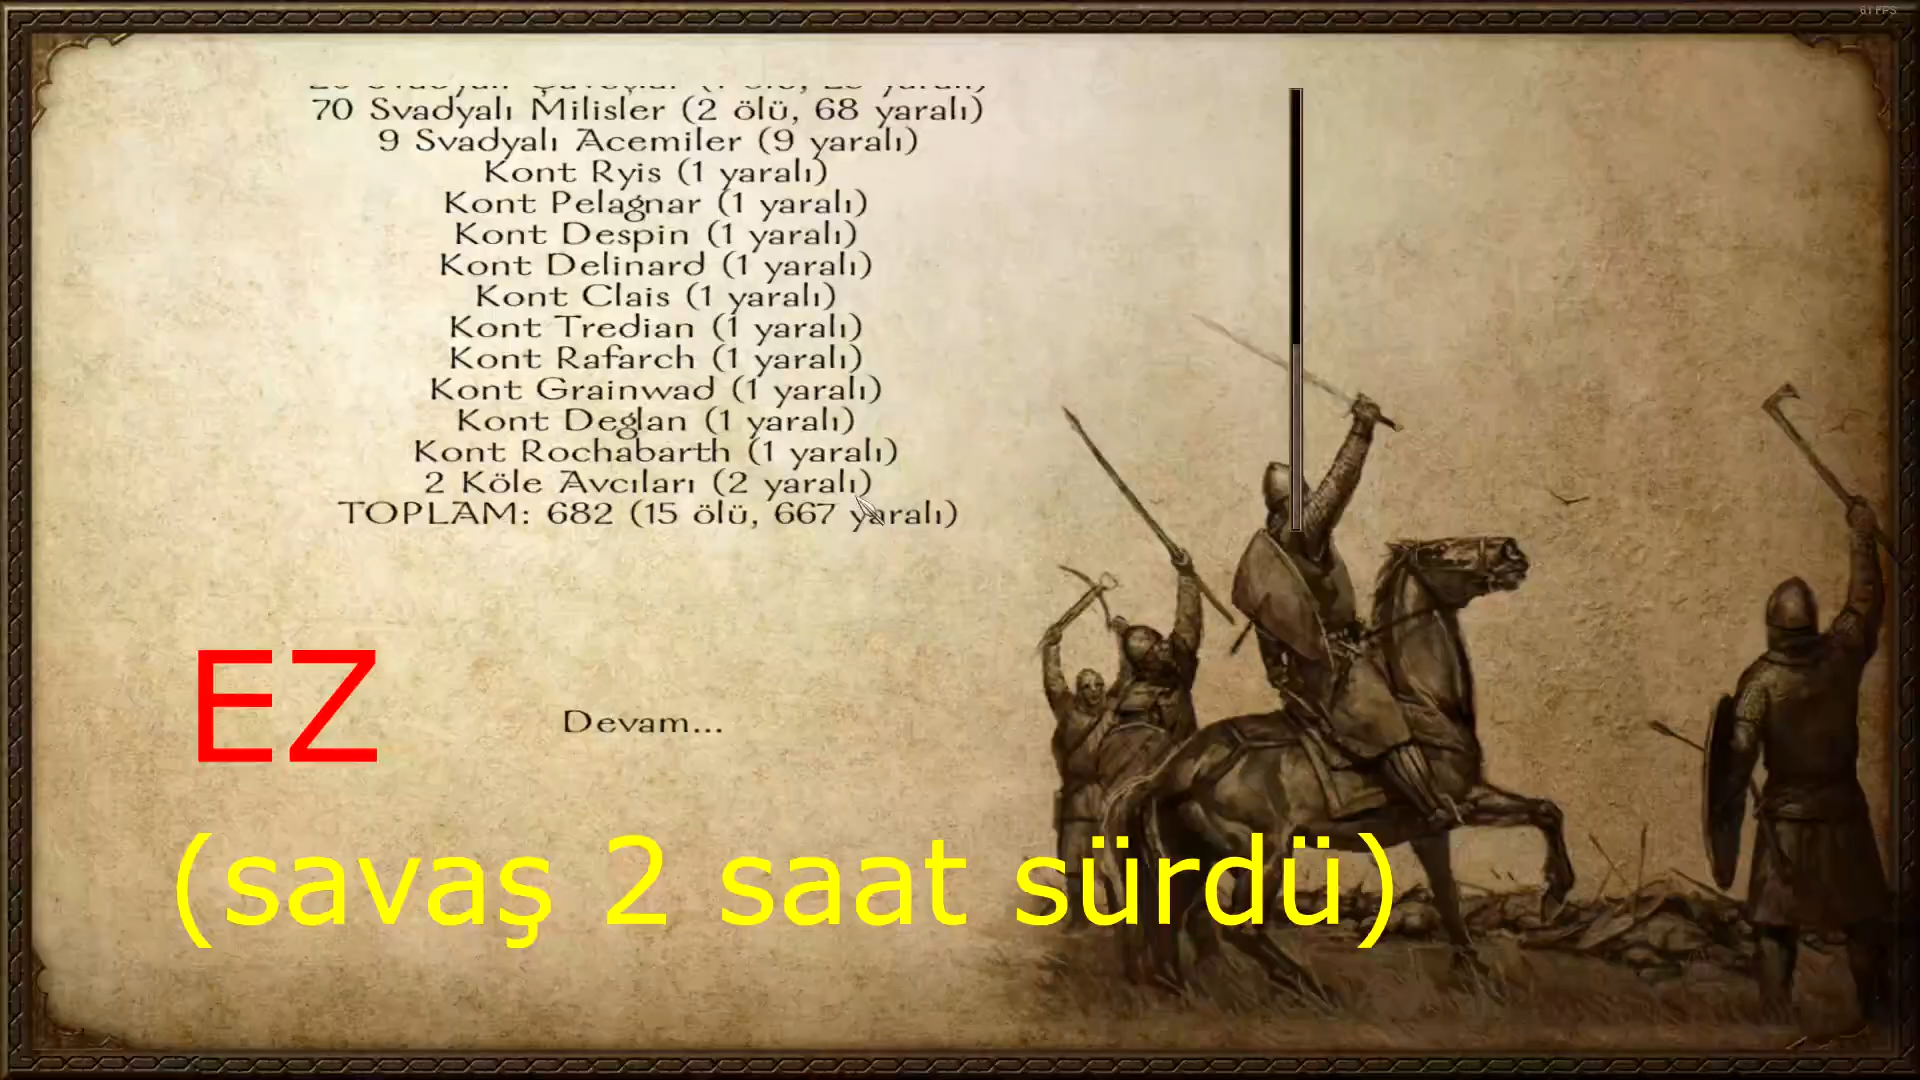 61 FPS
70 Svadyalı Milisler (2 ölü, 68 yaralı)
9 Svadyalı Acemiler (9 yaralı)
Kont Ryis (1 yaralı)
Kont Pelagnar (1 yaralı)
Kont Despin (1 yaralı)
Kont Delinard (1 yaralı)
Kont Clais (1 yaralı)
Kont Tredian (1 yaralı)
Kont Rafarch (1 yaralı)
Kont Grainwad (1 yaralı)
Kont Deglan (1 yaralı)
Kont Rochabarth (1 yaralı)
2 Köle Avcıları (2 yaralı)
TOPLAM: 682 (15 ölü, 667 yaralı)
EZ
Devam...
(savaş 2 saat sürdü)